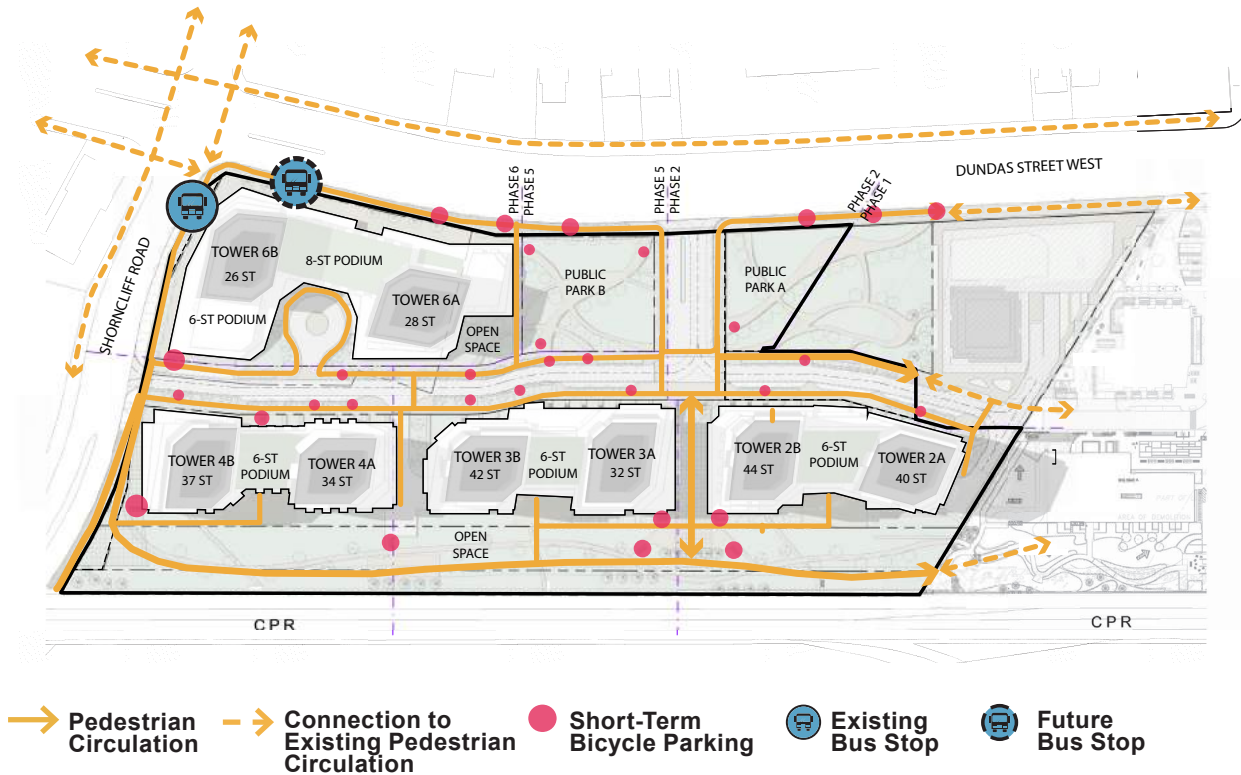 DUNDAS STREET WEST
PHASE 6
PHASE 5
PHASE 5
PHASE 2
PHASE 2
PHASE 1
SHORNCLIFF ROAD
TOWER 6B
26 ST
8-ST PODIUM
TOWER 6A
28 ST
6-ST PODIUM
OPEN
SPACE
PUBLIC
PARK B
PUBLIC
PARK A
TOWER 4B
37 ST
6-ST
PODIUM
TOWER 4A
34 ST
TOWER 3B
42 ST
6-ST
PODIUM
TOWER 3A
32 ST
TOWER 2B
44 ST
6-ST
PODIUM
TOWER 2A
40 ST
OPEN
SPACE
AREA OF DEMOLITION
CPR
CPR
Pedestrian
Circulation
Connection to
Existing Pedestrian
Circulation
Short-Term
Bicycle Parking
Existing
Bus Stop
Future
Bus Stop